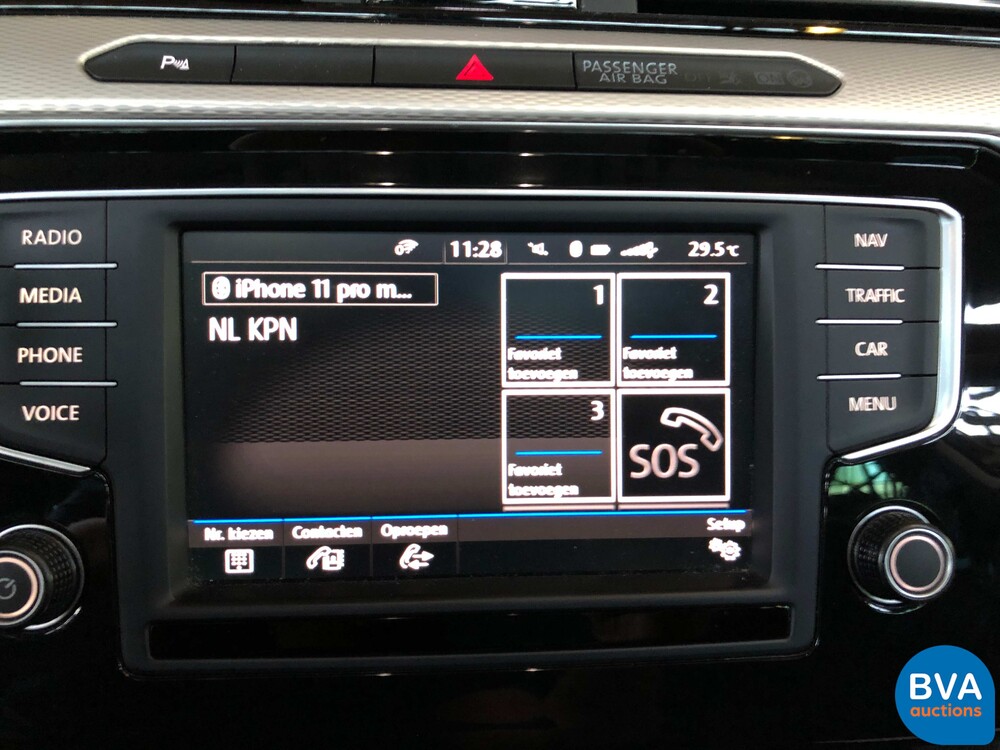 P
PASSENGER
AIR BAG
RADIO
MEDIA
PHONE
VOICE
11:28
29.5°C
iPhone 11 pro m...
NL KPN
1
Favoriet
toevoegen
2
Favoriet
toevoegen
3
Favoriet
toevoegen
SOS
Nr. kiezen
Contacten
Oproepen
Setup
NAV
TRAFFIC
CAR
MENU
BVA
auctions